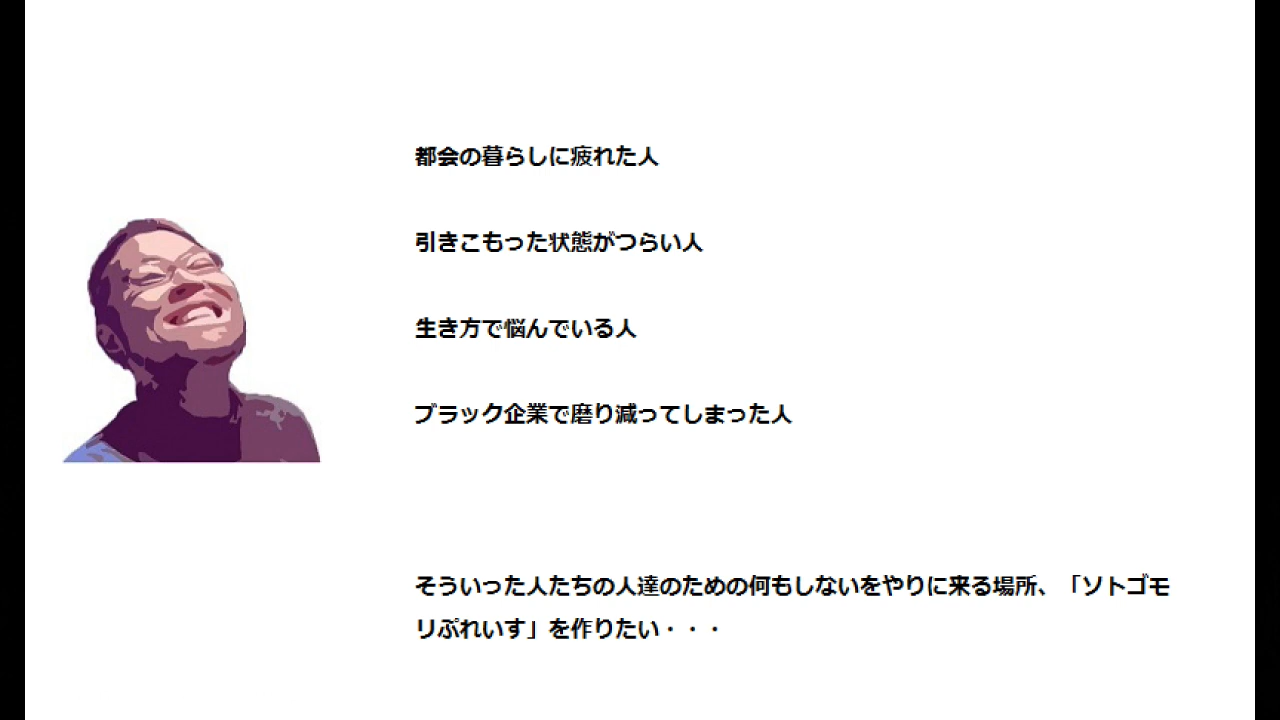 都会の暮らしに疲れた人
引きこもった状態がつらい人
生き方で悩んでいる人
ブラック企業で磨り減ってしまった人
そういった人たちの人達のための何もしないをやりに来る場所、「ソトゴモ
リぷれいす」を作りたい・・・